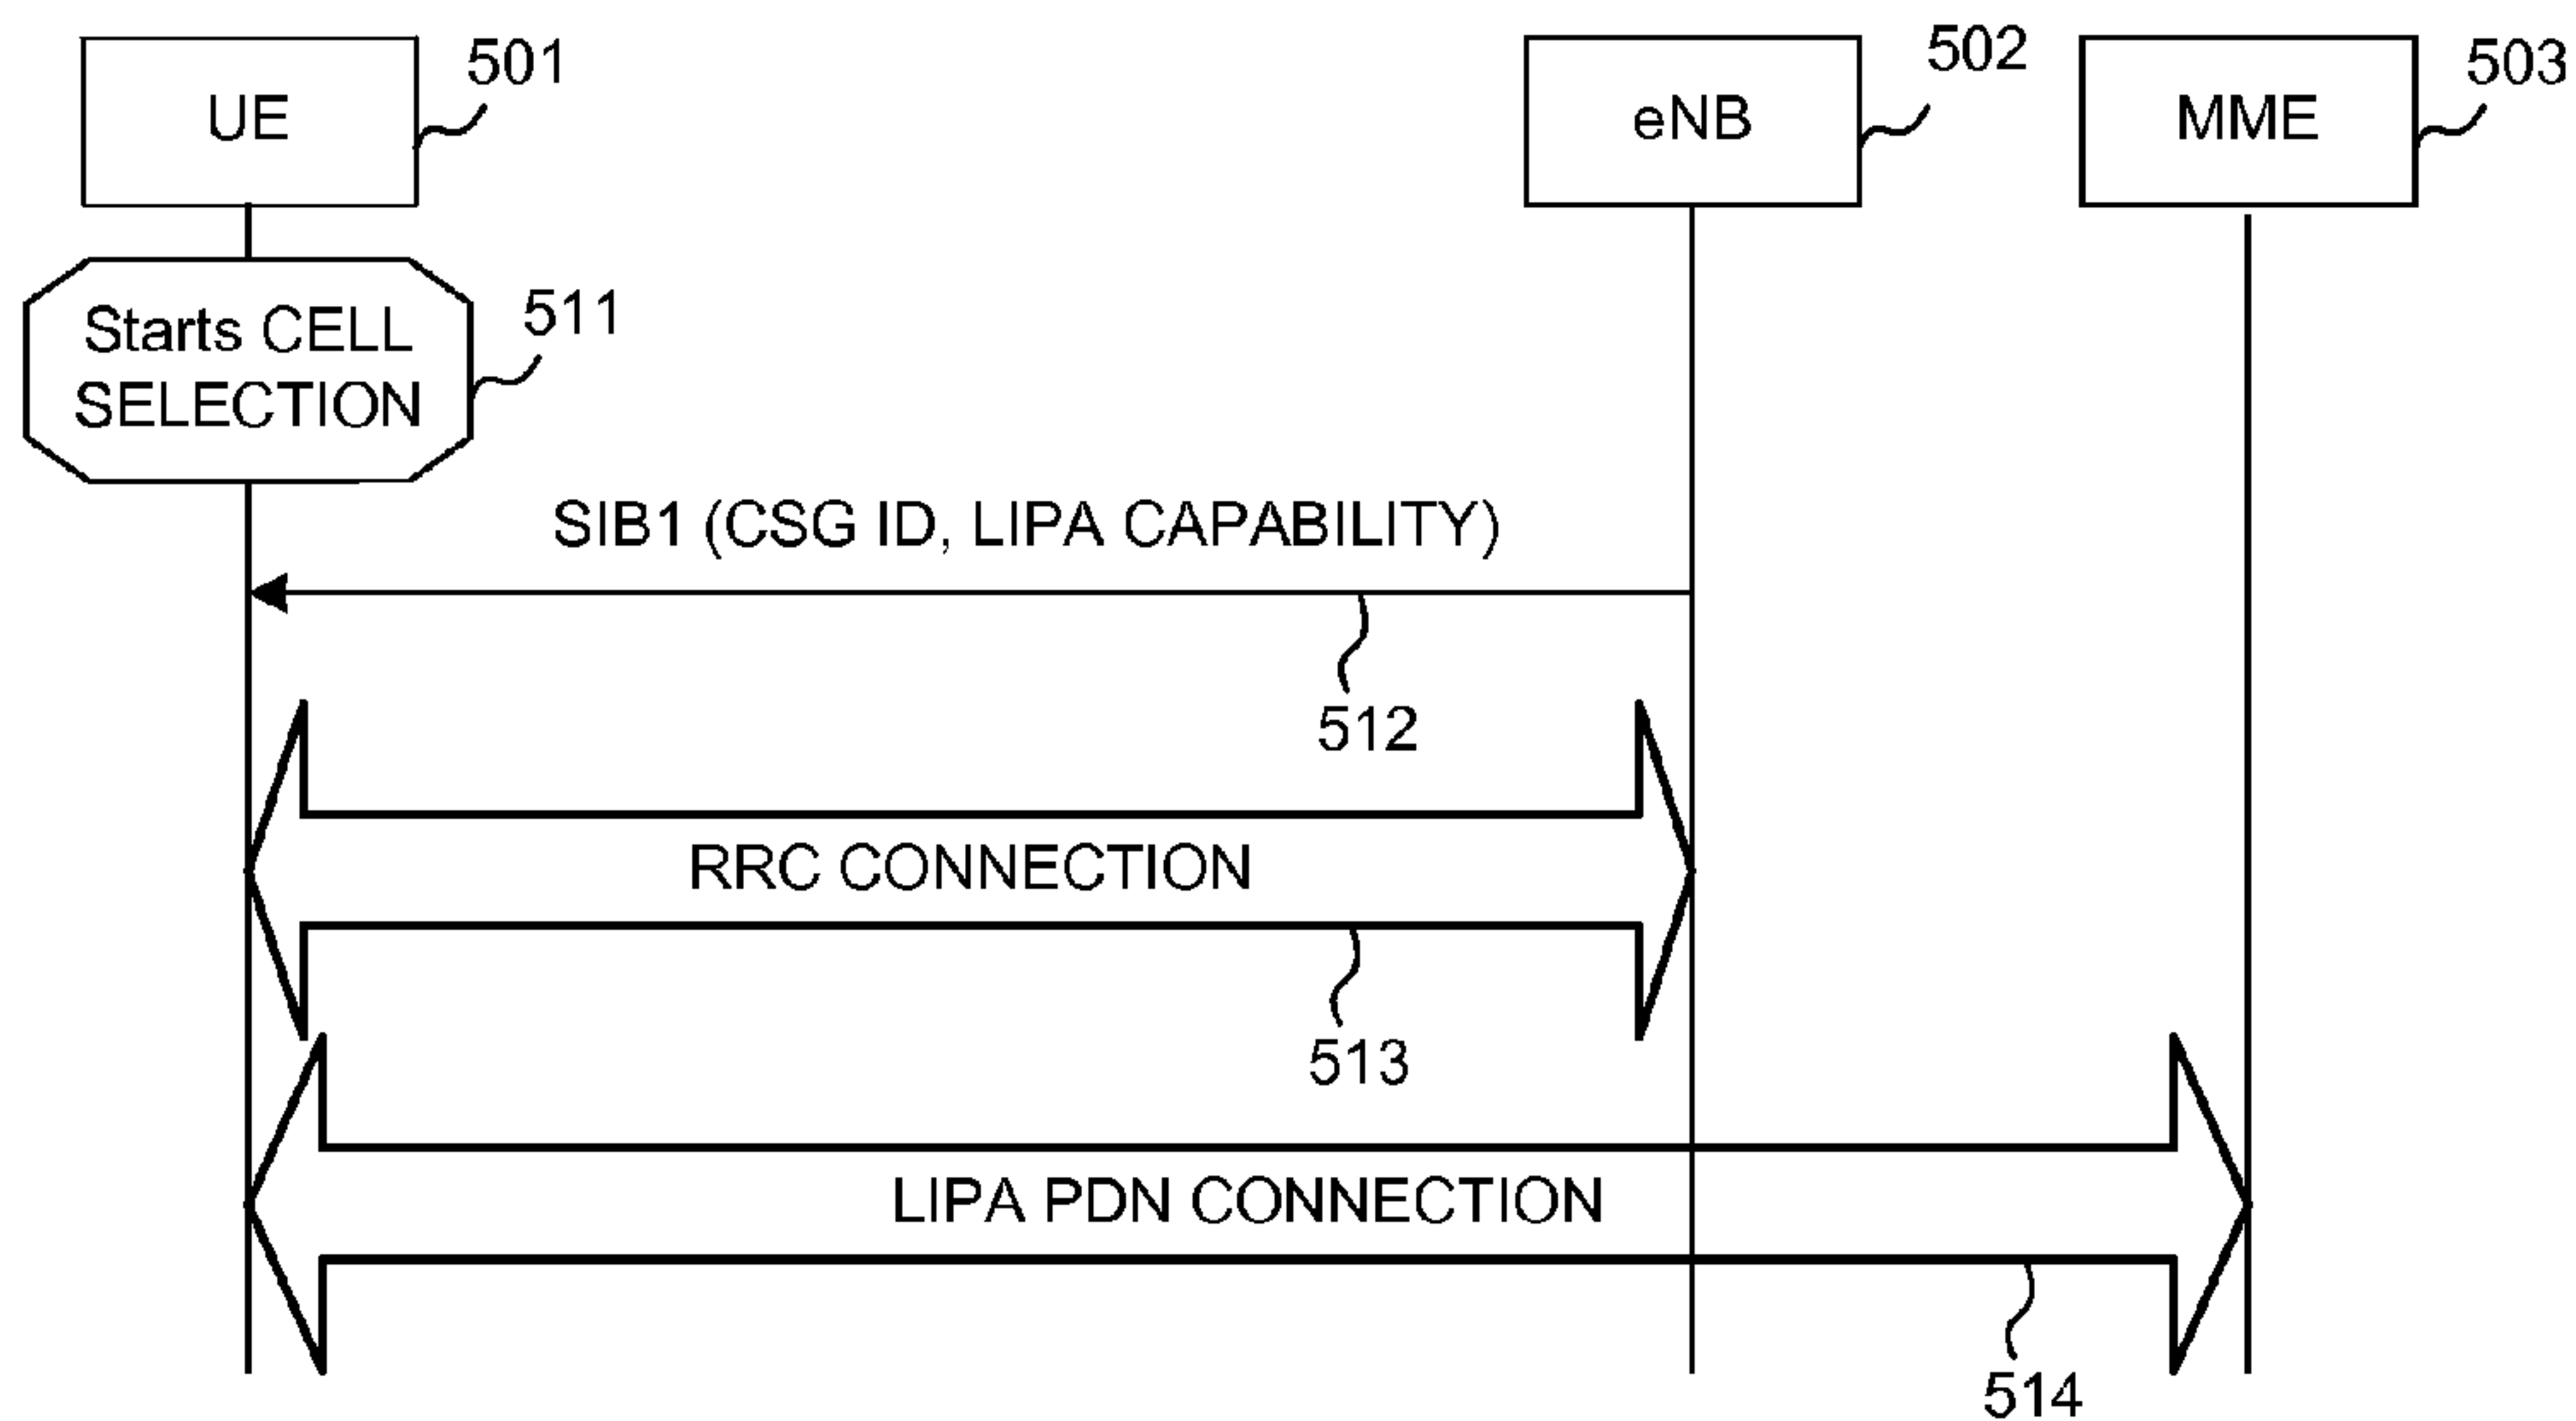 UE
501
eNB
502
MME
503
Starts CELL
SELECTION
511
SIB1 (CSG ID, LIPA CAPABILITY)
512
RRC CONNECTION
513
LIPA PDN CONNECTION
514